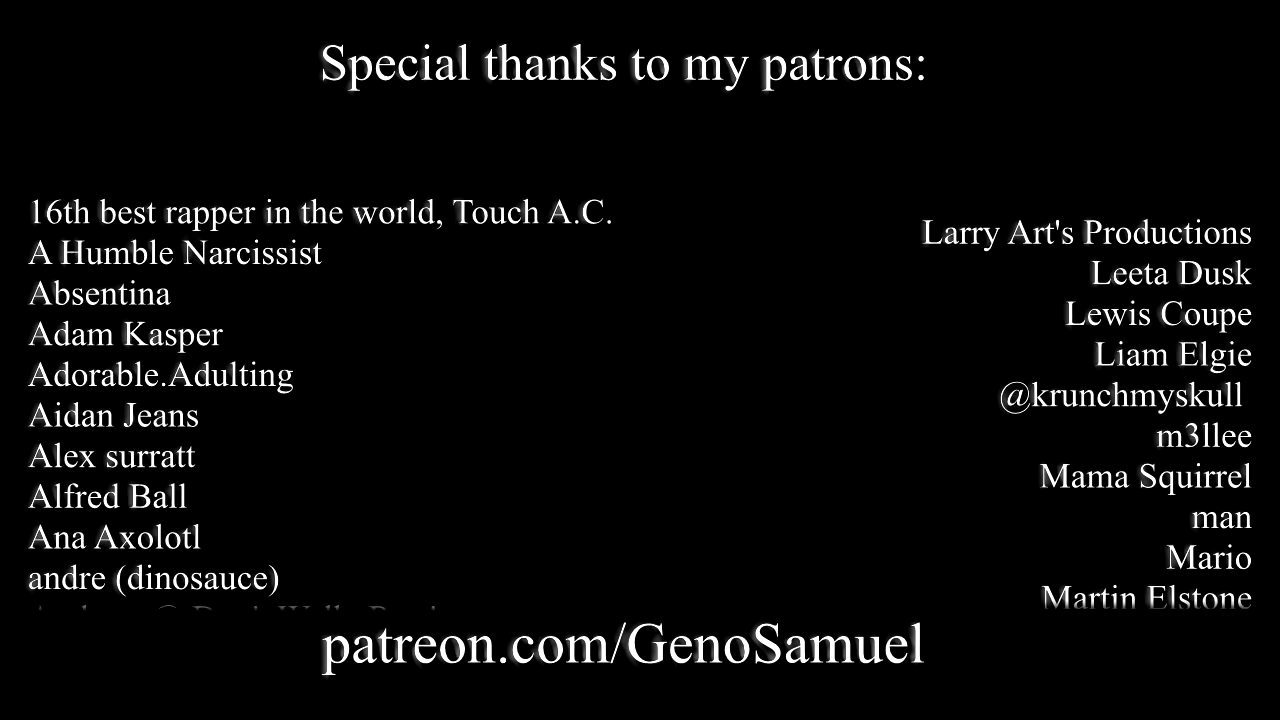 Special thanks to my patrons:
16th best rapper in the world, Touch A.C.
A Humble Narcissist
Absentina
Adam Kasper
Adorable.Adulting
Aidan Jeans
Alex surratt
Alfred Ball
Ana Axolotl
andre (dinosauce)
Larry Art's Productions
Leeta Dusk
Lewis Coupe
Liam Elgie
@krunchmyskull
m3llee
Mama Squirrel
man
Mario
Martin Elstone
patreon.com/GenoSamuel